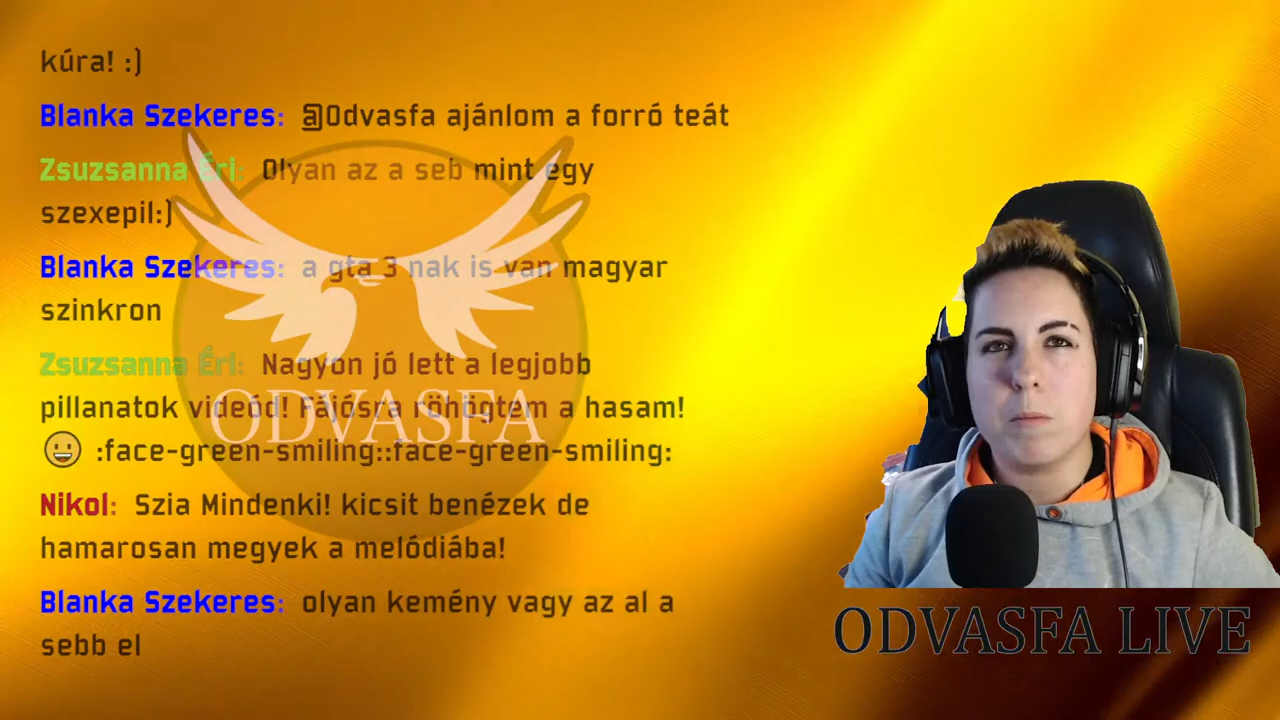 kúra! :)
Blanka Szekeres: @Odvasfa ajánlom a forró teát
Zsuzsanna Éri: Olyan az a seb mint egy
szexepil:)
Blanka Szekeres: a gta 3 nak is van magyar
szinkron
Zsuzsanna Éri: Nagyon jó lett a legjobb
pillanatok videód! Fájósra röhögtem a hasam!
:face-green-smiling::face-green-smiling:
Nikol: Szia Mindenki! kicsit benézek de
hamarosan megyek a melódiába!
Blanka Szekeres: olyan kemény vagy az al a
sebb el
ODVASFA
ODVASFA LIVE